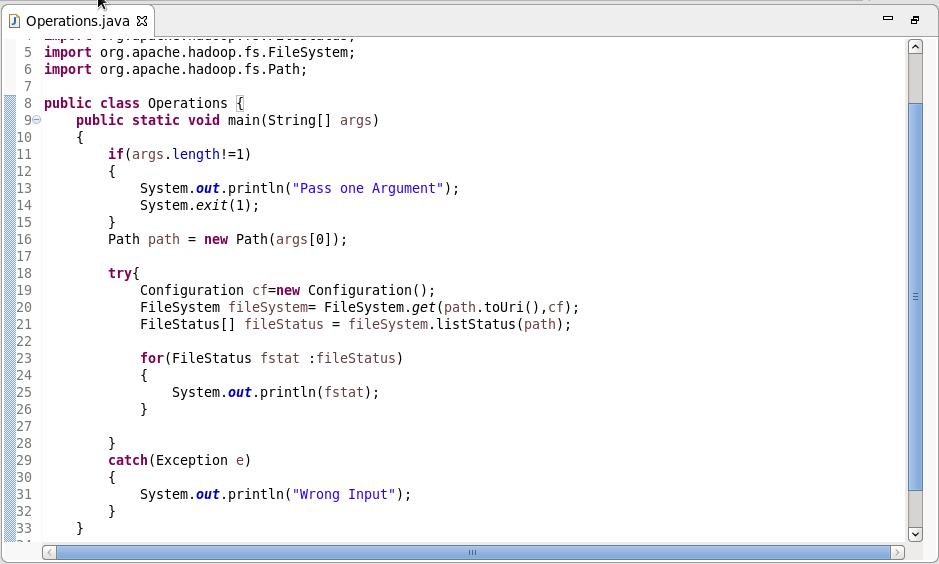 Operations.java
5 import org.apache.hadoop.fs.FileSystem;
6 import org.apache.hadoop.fs.Path;
7
8 public class Operations {
9     public static void main(String[] args)
10     {
11         if(args.length!=1)
12         {
13             System.out.println("Pass one Argument");
14             System.exit(1);
15         }
16         Path path = new Path(args[0]);
17
18         try{
19             Configuration cf=new Configuration();
20             FileSystem fileSystem= FileSystem.get(path.toUri(),cf);
21             FileStatus[] fileStatus = fileSystem.listStatus(path);
22
23             for(FileStatus fstat :fileStatus)
24             {
25                 System.out.println(fstat);
26             }
27
28         }
29         catch(Exception e)
30         {
31             System.out.println("Wrong Input");
32         }
33     }